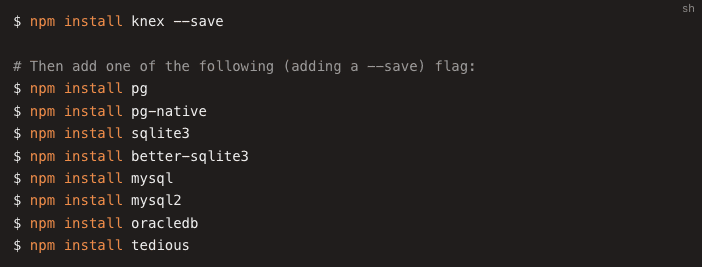 sh
$ npm install knex --save
# Then add one of the following (adding a --save) flag:
$ npm install pg
$ npm install pg-native
$ npm install sqlite3
$ npm install better-sqlite3
$ npm install mysql
$ npm install mysql2
$ npm install oracledb
$ npm install tedious